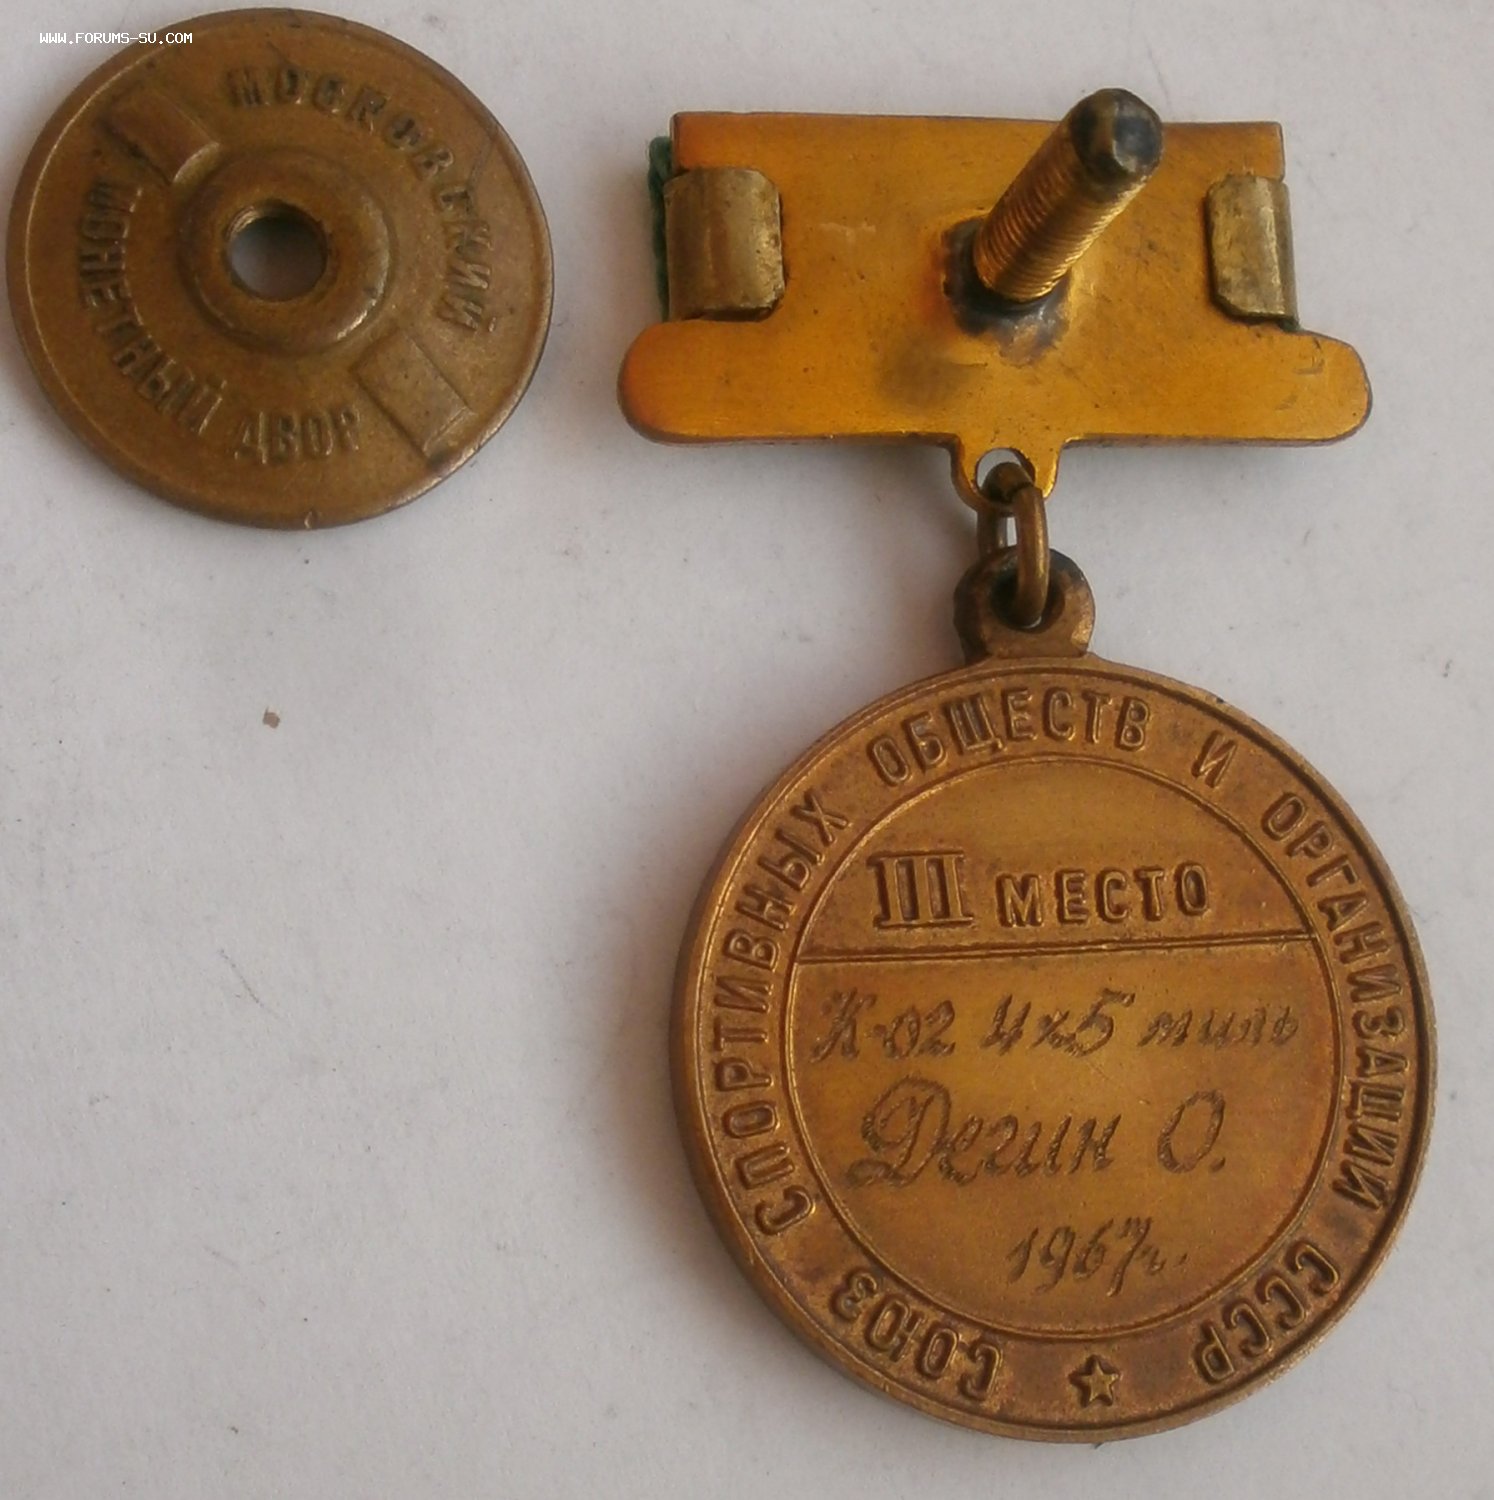 WWW.FORUMS-SU.COM
МОСКОВСКИЙ
МОНЕТНЫЙ ДВОР
СОЮЗ СПОРТИВНЫХ ОБЩЕСТВ И ОРГАНИЗАЦИЙ СССР
III МЕСТО
К-02 4х5 миль
Дегин О.
1967г.